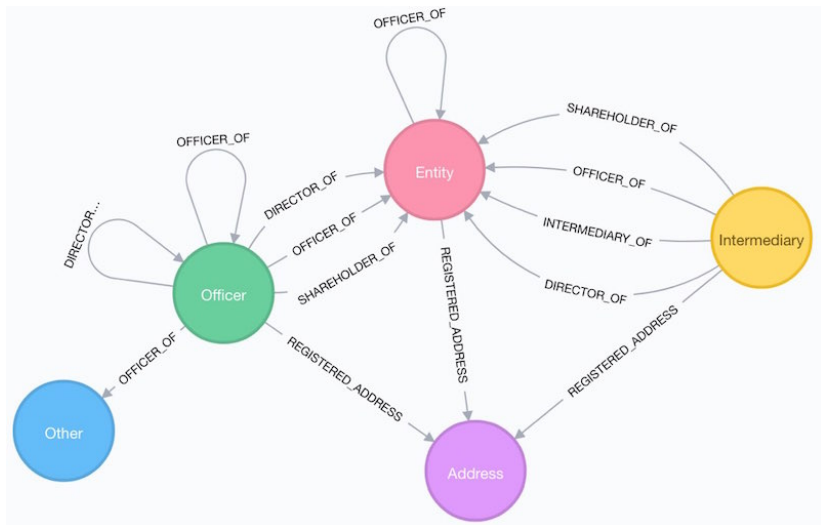 OFFICER_OF
SHAREHOLDER_OF
OFFICER_OF
DIRECTOR_OF
Entity
OFFICER_OF
INTERMEDIARY_OF
Intermediary
DIRECTOR...
OFFICER_OF
SHAREHOLDER_OF
DIRECTOR_OF
Officer
REGISTERED_ADDRESS
OFFICER_OF
REGISTERED_ADDRESS
REGISTERED_ADDRESS
Other
Address